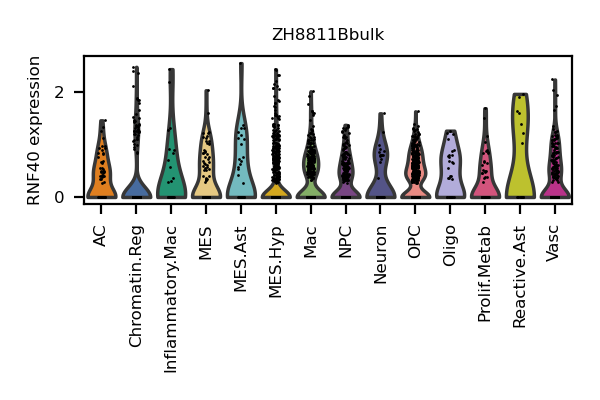 ZH8811Bbulk
RNF40 expression
2
0
AC
Chromatin.Reg
Inflammatory.Mac
MES
MES.Ast
MES.Hyp
Mac
NPC
Neuron
OPC
Oligo
Prolif.Metab
Reactive.Ast
Vasc